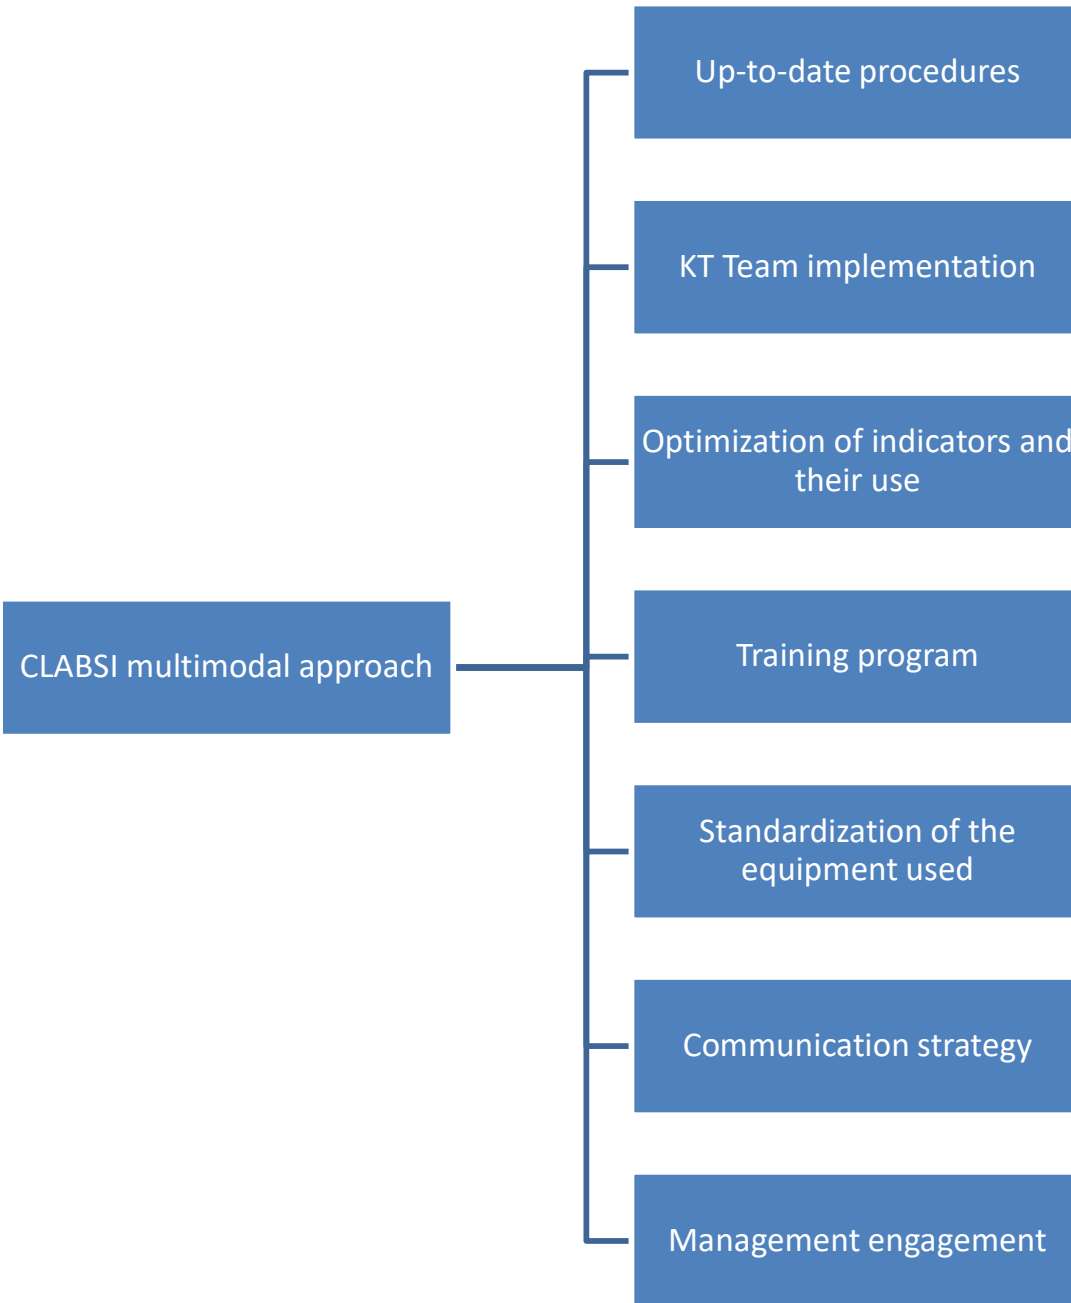 Up-to-date procedures
KT Team implementation
Optimization of indicators and
their use
CLABSI multimodal approach
Training program
Standardization of the
equipment used
Communication strategy
Management engagement